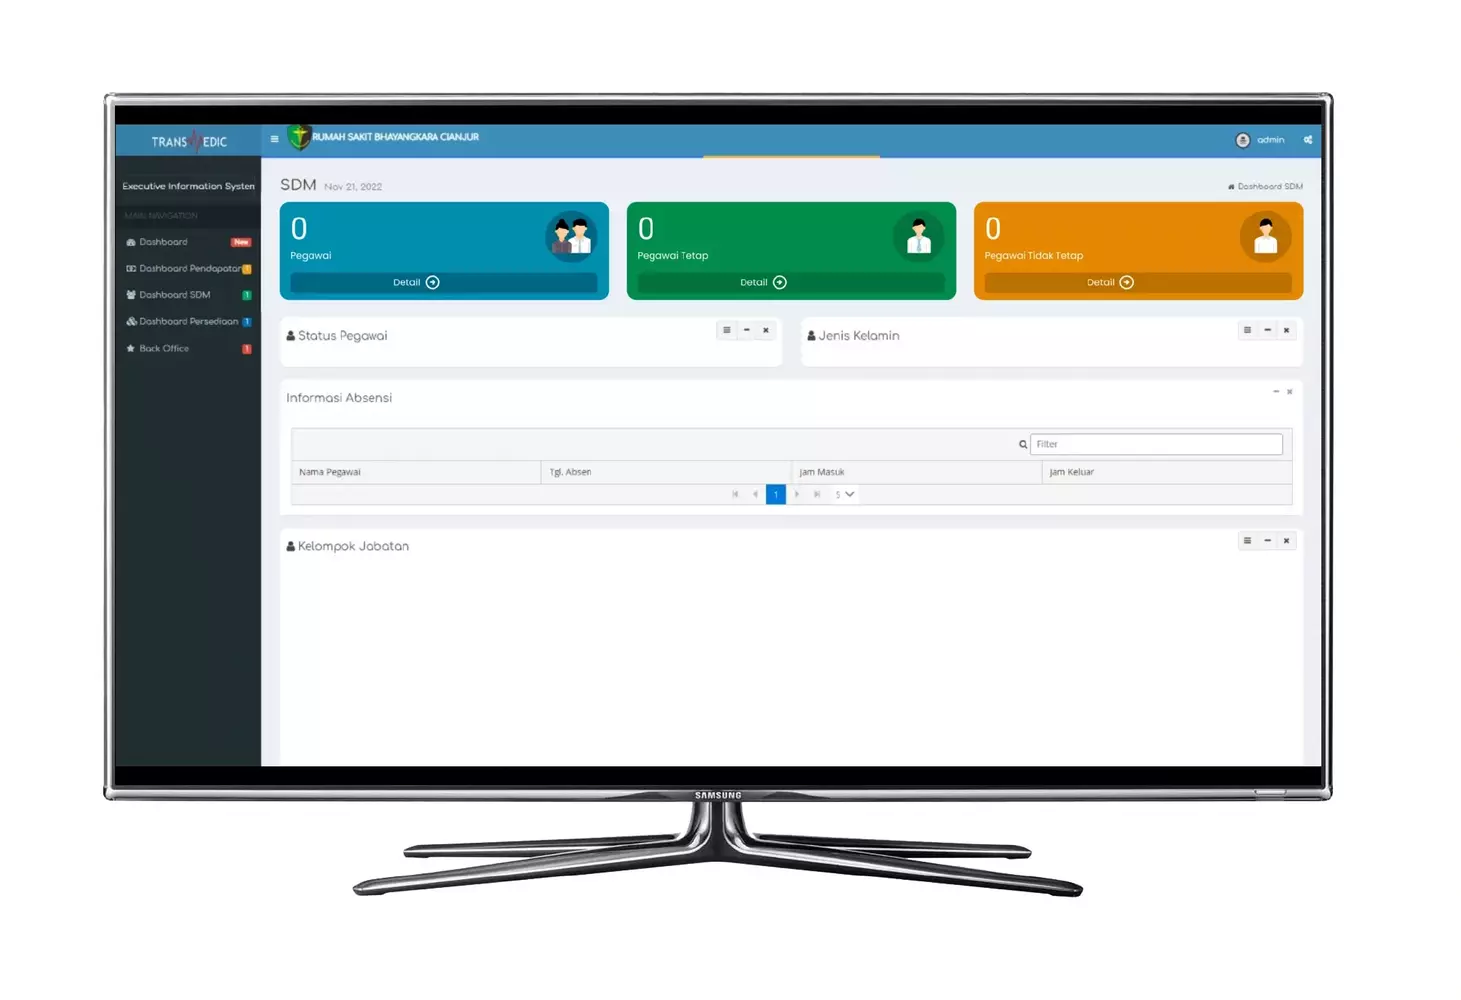 TRANSMEDIC
RUMAH SAKIT BHAYANGKARA CIANJUR
admin
Executive Information System
MAIN NAVIGATION
Dashboard New
Dashboard Pendapatan 1
Dashboard SDM 1
Dashboard Persediaan 1
Back Office 1
SDM Nov 21, 2022
Dashboard SDM
0
Pegawai
Detail
0
Pegawai Tetap
Detail
0
Pegawai Tidak Tetap
Detail
Status Pegawai
Jenis Kelamin
Informasi Absensi
Filter
Nama Pegawai Tgl. Absen Jam Masuk Jam Keluar
1 5
Kelompok Jabatan
SAMSUNG